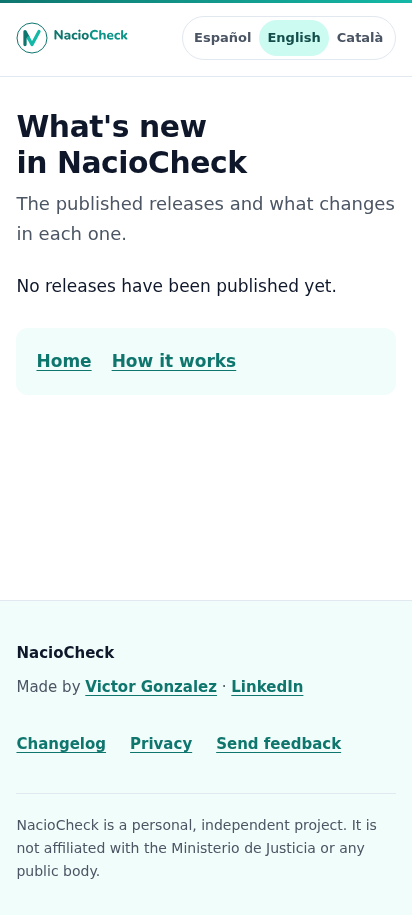 NacioCheck
Español English Català
What's new
in NacioCheck
The published releases and what changes
in each one.
No releases have been published yet.
Home How it works
NacioCheck
Made by Victor Gonzalez · LinkedIn
Changelog Privacy Send feedback
NacioCheck is a personal, independent project. It is
not affiliated with the Ministerio de Justicia or any
public body.